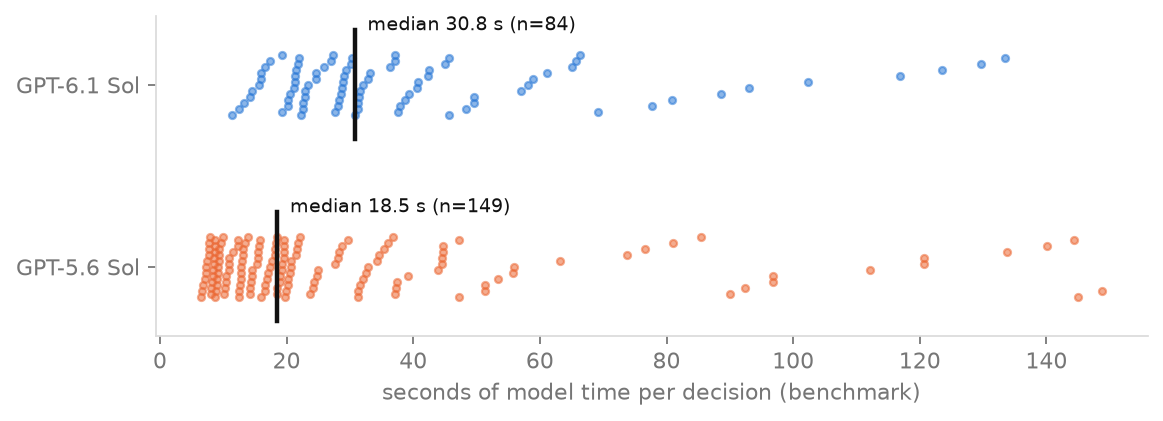 median 30.8 s (n=84)
GPT-6.1 Sol
median 18.5 s (n=149)
GPT-5.6 Sol
0 20 40 60 80 100 120 140
seconds of model time per decision (benchmark)